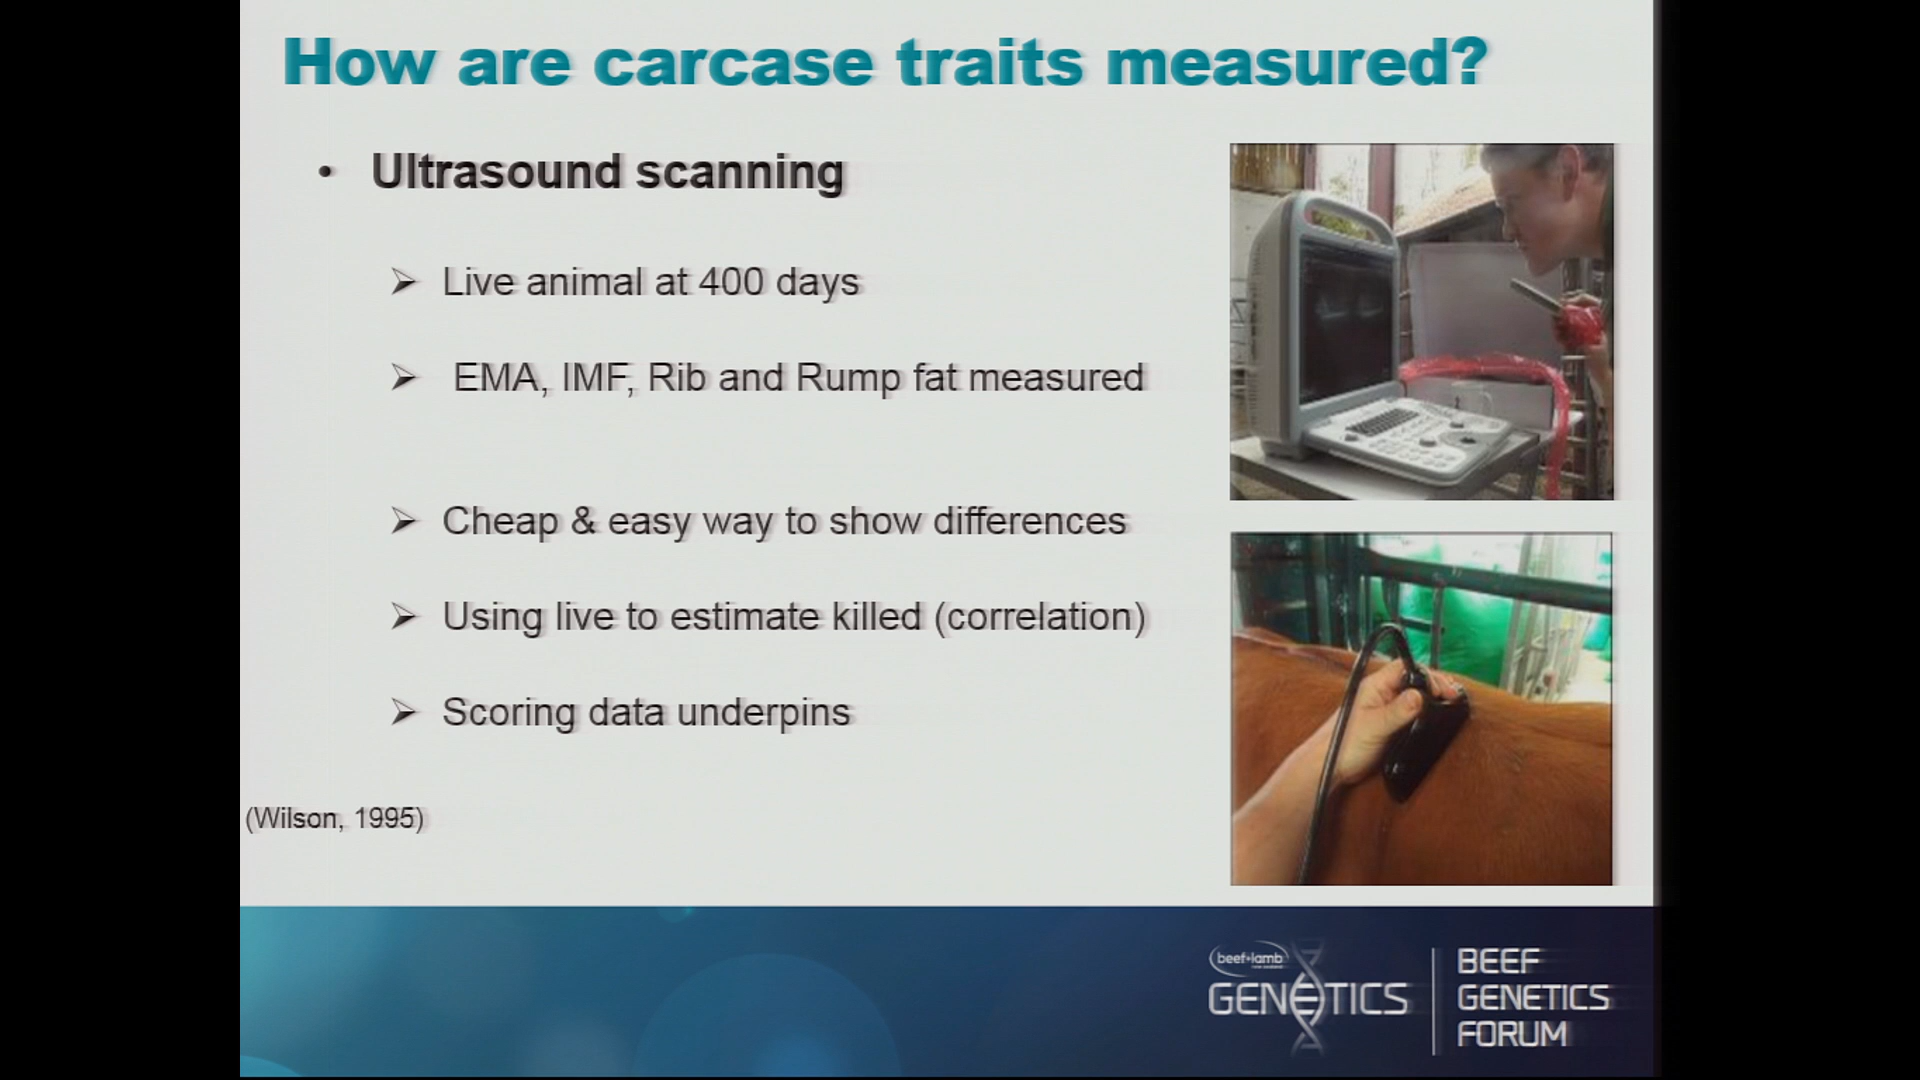 How are carcase traits measured?
• Ultrasound scanning
➢ Live animal at 400 days
➢ EMA, IMF, Rib and Rump fat measured
➢ Cheap & easy way to show differences
➢ Using live to estimate killed (correlation)
➢ Scoring data underpins
(Wilson, 1995)
beef+lamb
GENETICS
BEEF
GENETICS
FORUM